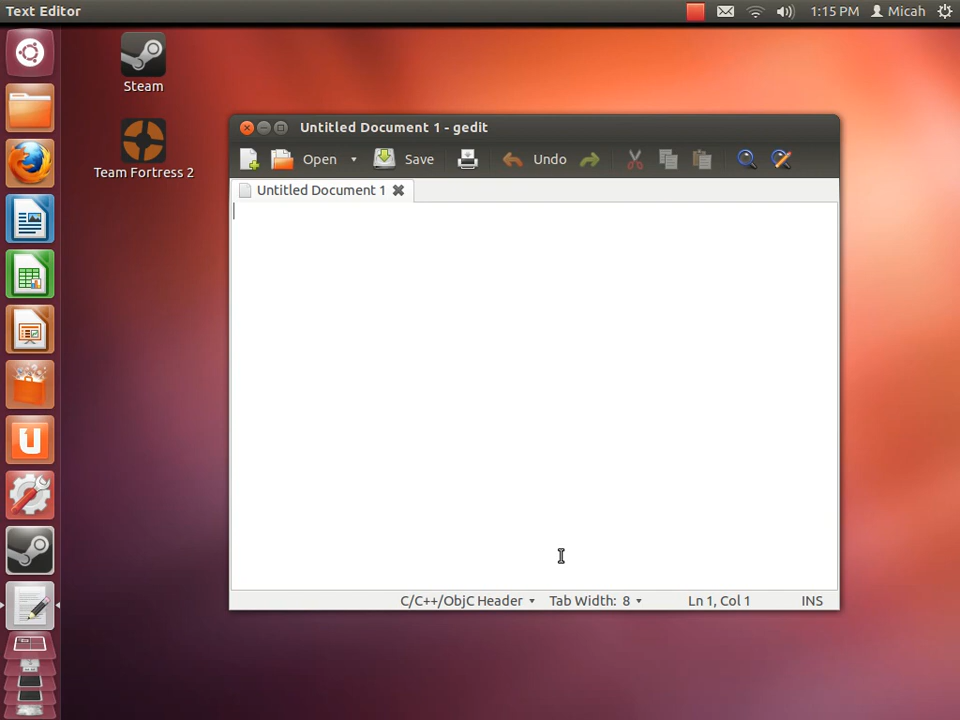 Text Editor
1:15 PM
Micah
Steam
Team Fortress 2
Untitled Document 1 - gedit
Open
Save
Undo
Untitled Document 1
C/C++/ObjC Header
Tab Width: 8
Ln 1, Col 1
INS